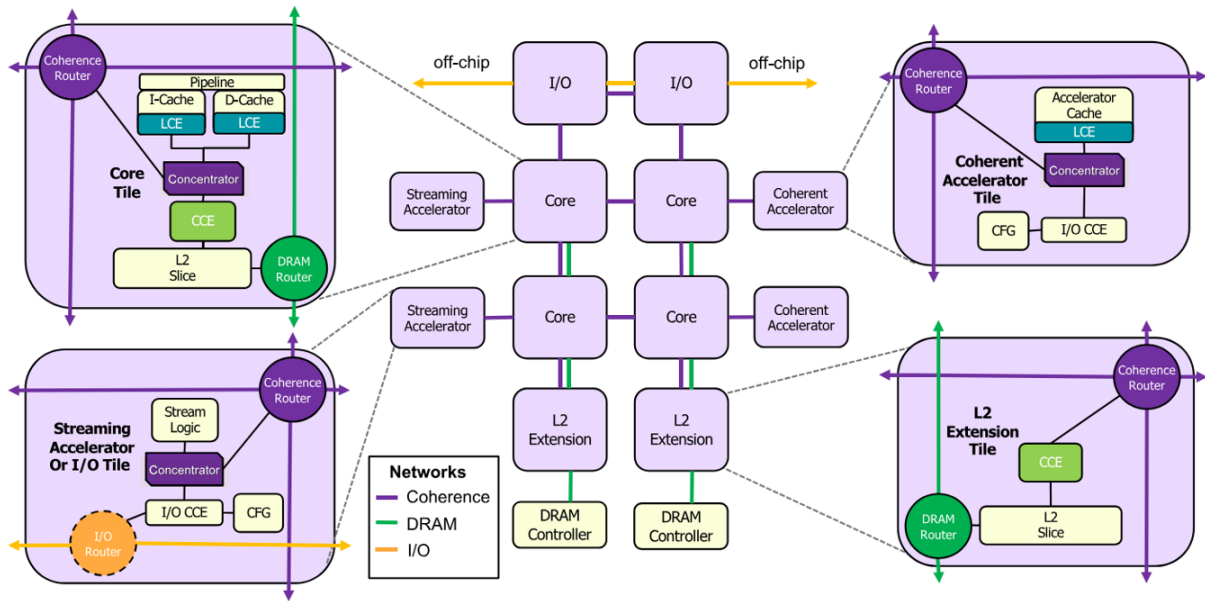 Coherence
Router
Pipeline
I-Cache
D-Cache
LCE
LCE
Core
Tile
Concentrator
CCE
L2
Slice
DRAM
Router
off-chip
I/O
I/O
off-chip
Streaming
Accelerator
Core
Core
Coherent
Accelerator
Streaming
Accelerator
Core
Core
Coherent
Accelerator
L2
Extension
L2
Extension
DRAM
Controller
DRAM
Controller
Networks
Coherence
DRAM
I/O
Coherence
Router
Accelerator
Cache
LCE
Coherent
Accelerator
Tile
Concentrator
CFG
I/O CCE
Coherence
Router
Stream
Logic
Streaming
Accelerator
Or I/O Tile
Concentrator
I/O CCE
CFG
I/O
Router
Coherence
Router
L2
Extension
Tile
CCE
DRAM
Router
L2
Slice